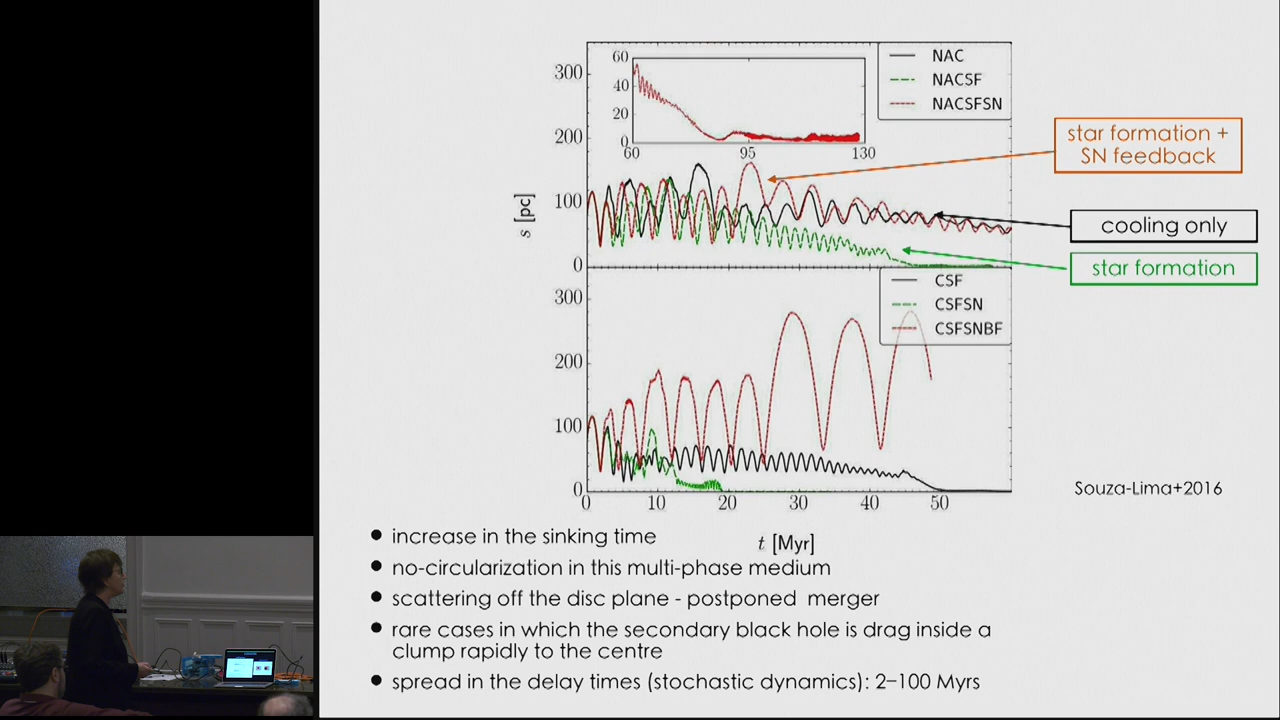 300
200
100
0
s [pc]
60
40
20
0
60
95
130
NAC
NACSF
NACSFSN
star formation +
SN feedback
cooling only
star formation
300
200
100
0
CSF
CSFSN
CSFSNBF
0 10 20 30 40 50
t [Myr]
Souza-Lima+2016
• increase in the sinking time
• no-circularization in this multi-phase medium
• scattering off the disc plane - postponed merger
• rare cases in which the secondary black hole is drag inside a
clump rapidly to the centre
• spread in the delay times (stochastic dynamics): 2–100 Myrs